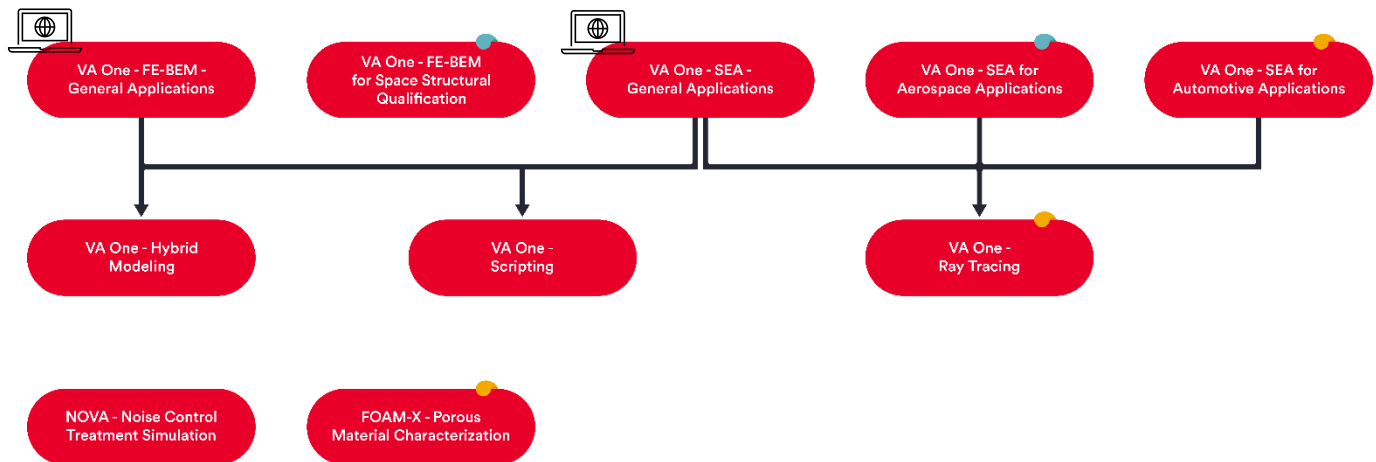 VA One - FE-BEM -
General Applications
VA One - FE-BEM
for Space Structural
Qualification
VA One - SEA -
General Applications
VA One - SEA for
Aerospace Applications
VA One - SEA for
Automotive Applications
VA One - Hybrid
Modeling
VA One -
Scripting
VA One -
Ray Tracing
NOVA - Noise Control
Treatment Simulation
FOAM-X - Porous
Material Characterization